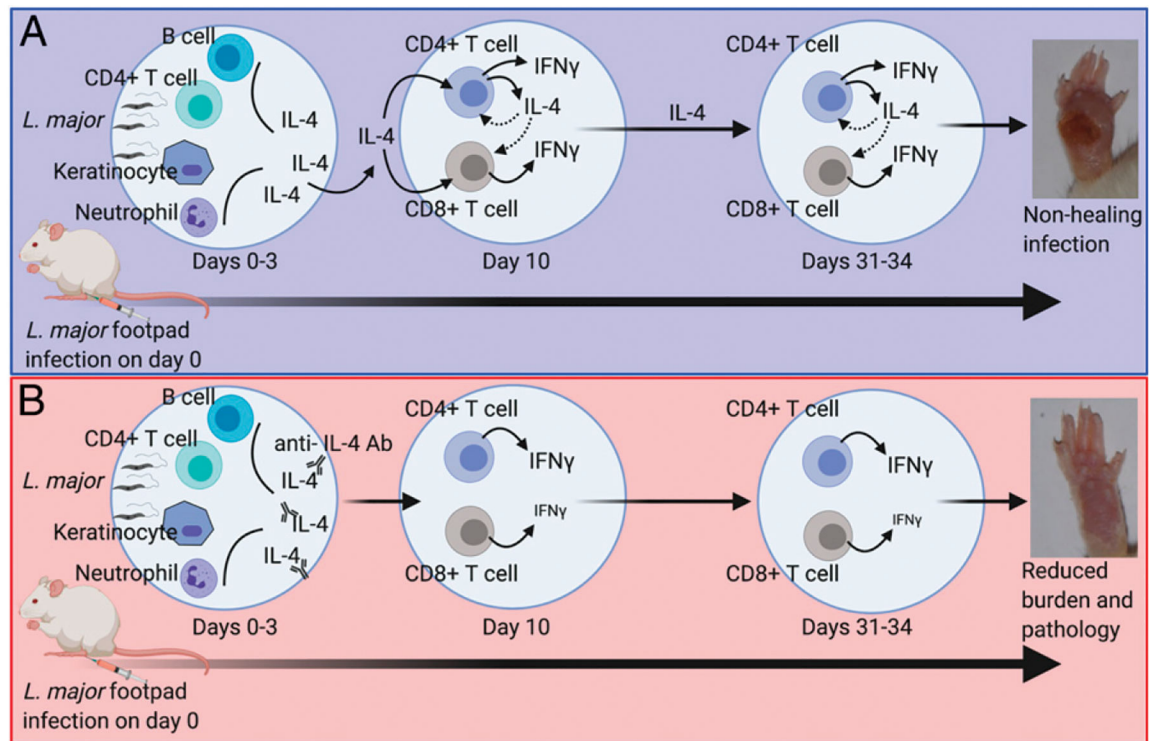 A
B cell
CD4+ T cell
L. major
Keratinocyte
Neutrophil
IL-4
IL-4
IL-4
Days 0-3
IL-4
CD4+ T cell
IFNγ
IL-4
IFNγ
CD8+ T cell
Day 10
IL-4
CD4+ T cell
IFNγ
IL-4
IFNγ
CD8+ T cell
Days 31-34
Non-healing
infection
L. major footpad
infection on day 0
B
B cell
CD4+ T cell
L. major
Keratinocyte
Neutrophil
anti- IL-4 Ab
IL-4
IL-4
IL-4
Days 0-3
CD4+ T cell
IFNγ
IFNγ
CD8+ T cell
Day 10
CD4+ T cell
IFNγ
IFNγ
CD8+ T cell
Days 31-34
Reduced
burden and
pathology
L. major footpad
infection on day 0